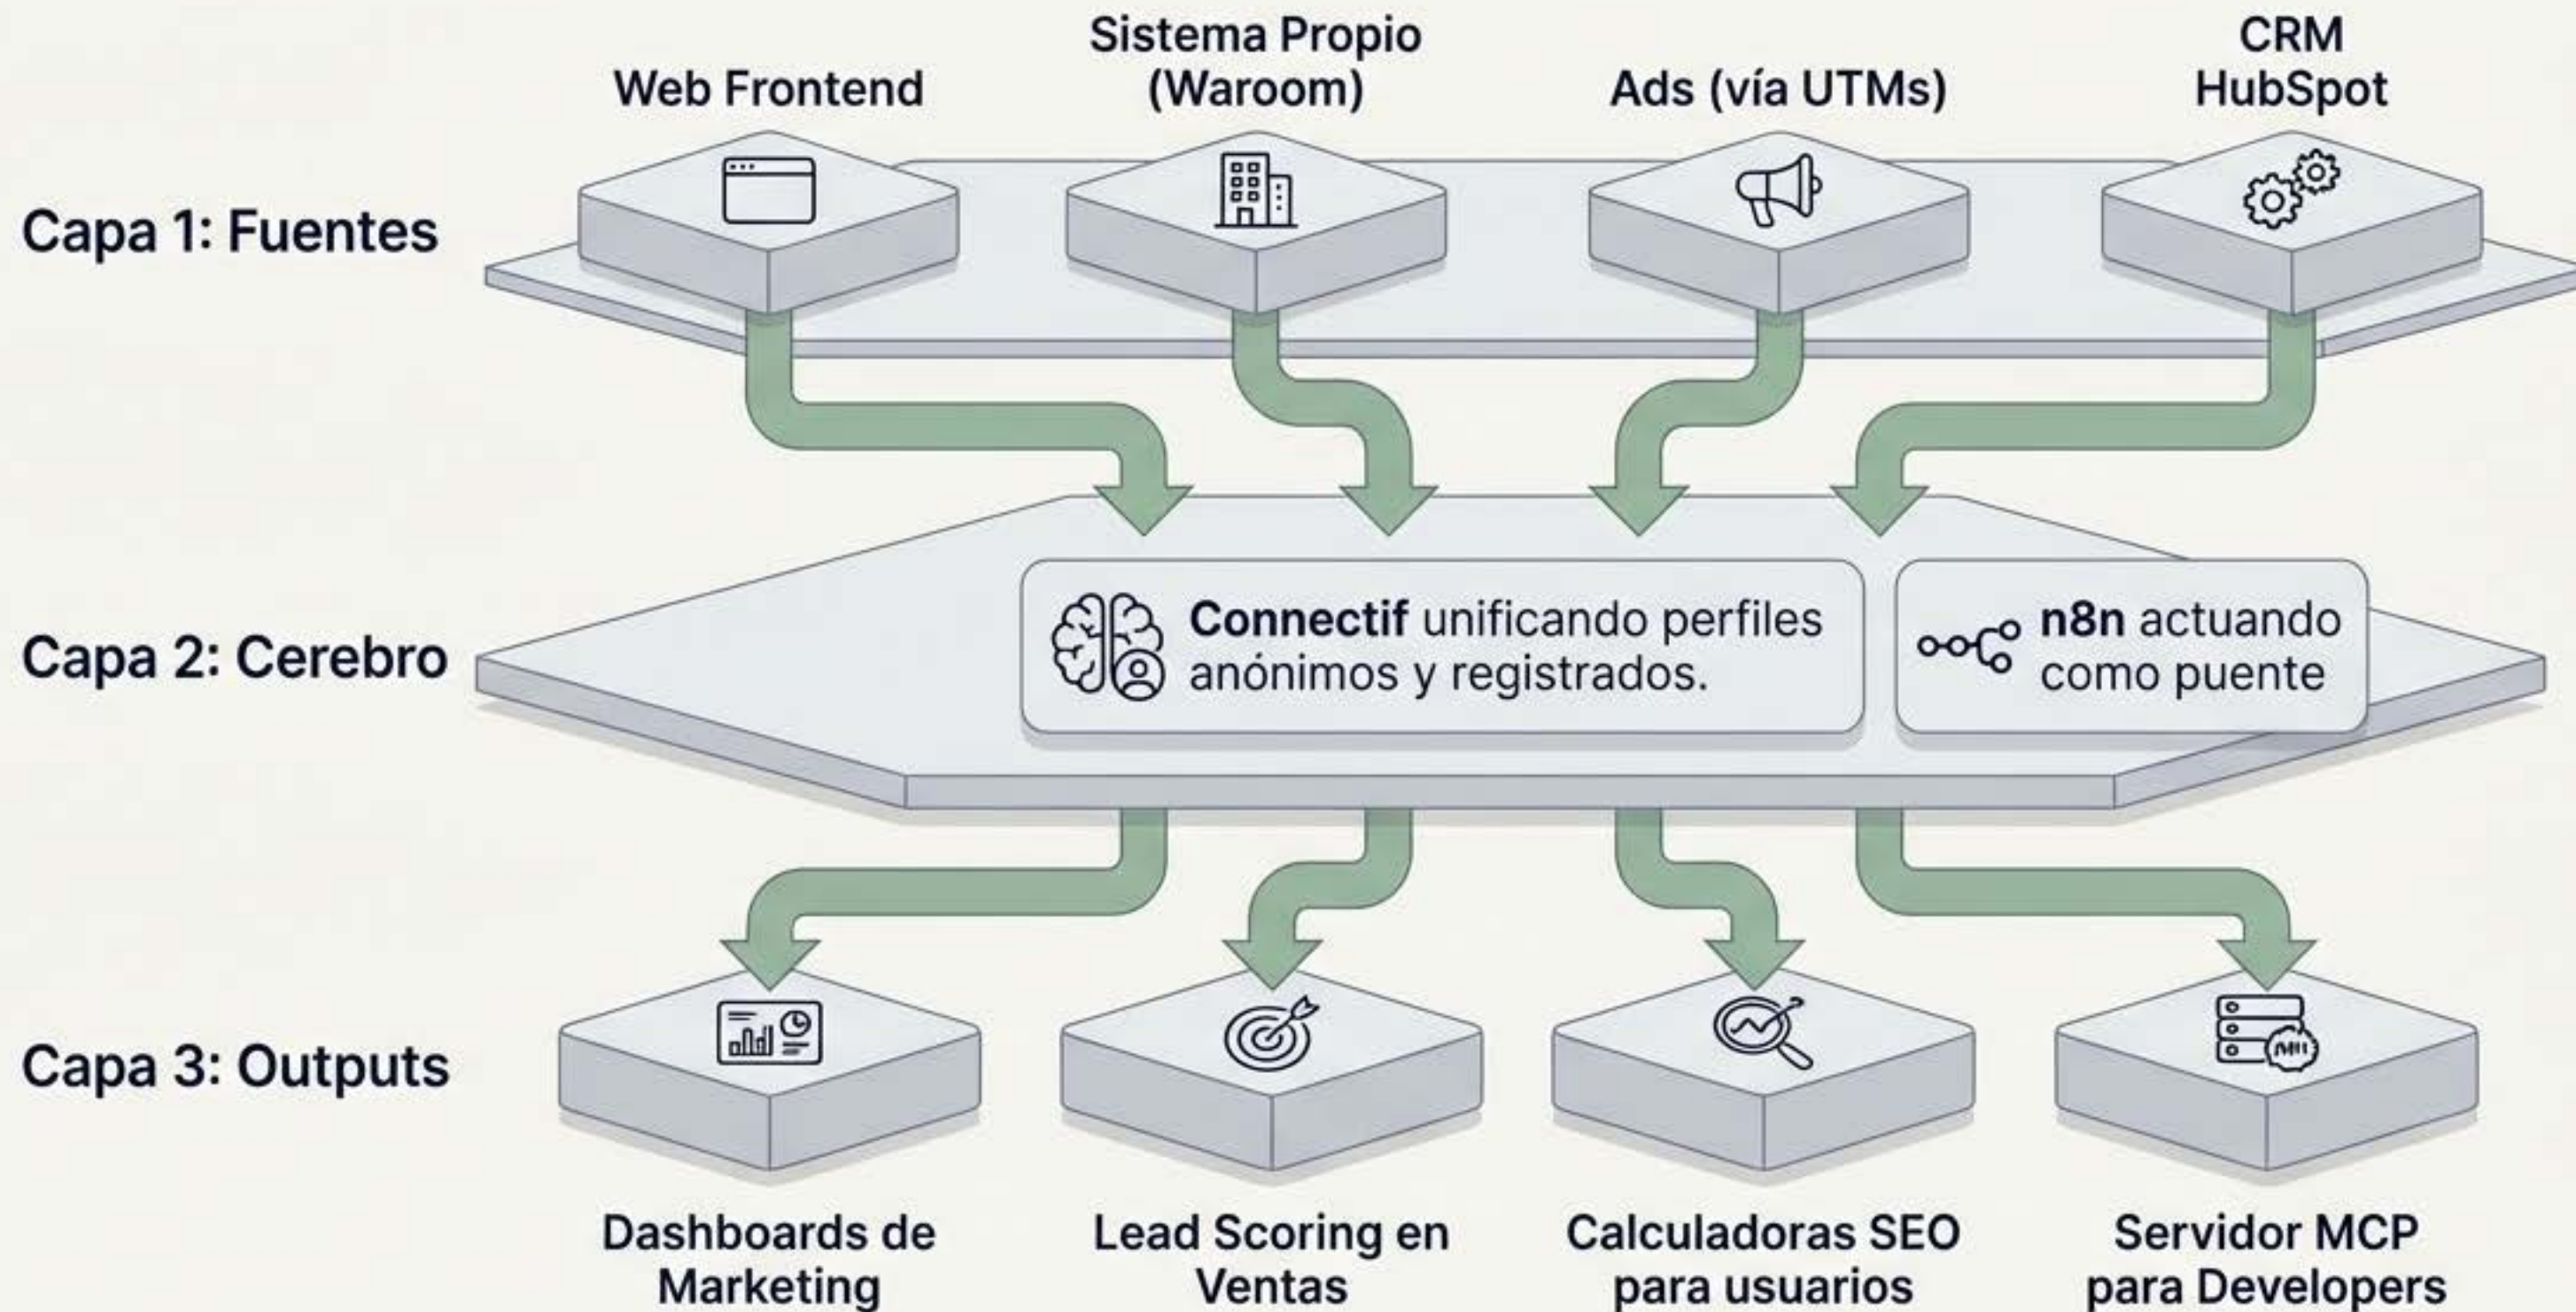 Web Frontend
Sistema Propio
(Waroom)
Ads (vía UTMs)
CRM
HubSpot
Capa 1: Fuentes
Capa 2: Cerebro
Connectif unificando perfiles
anónimos y registrados.
n8n actuando
como puente
Capa 3: Outputs
Dashboards de
Marketing
Lead Scoring en
Ventas
Calculadoras SEO
para usuarios
Servidor MCP
para Developers